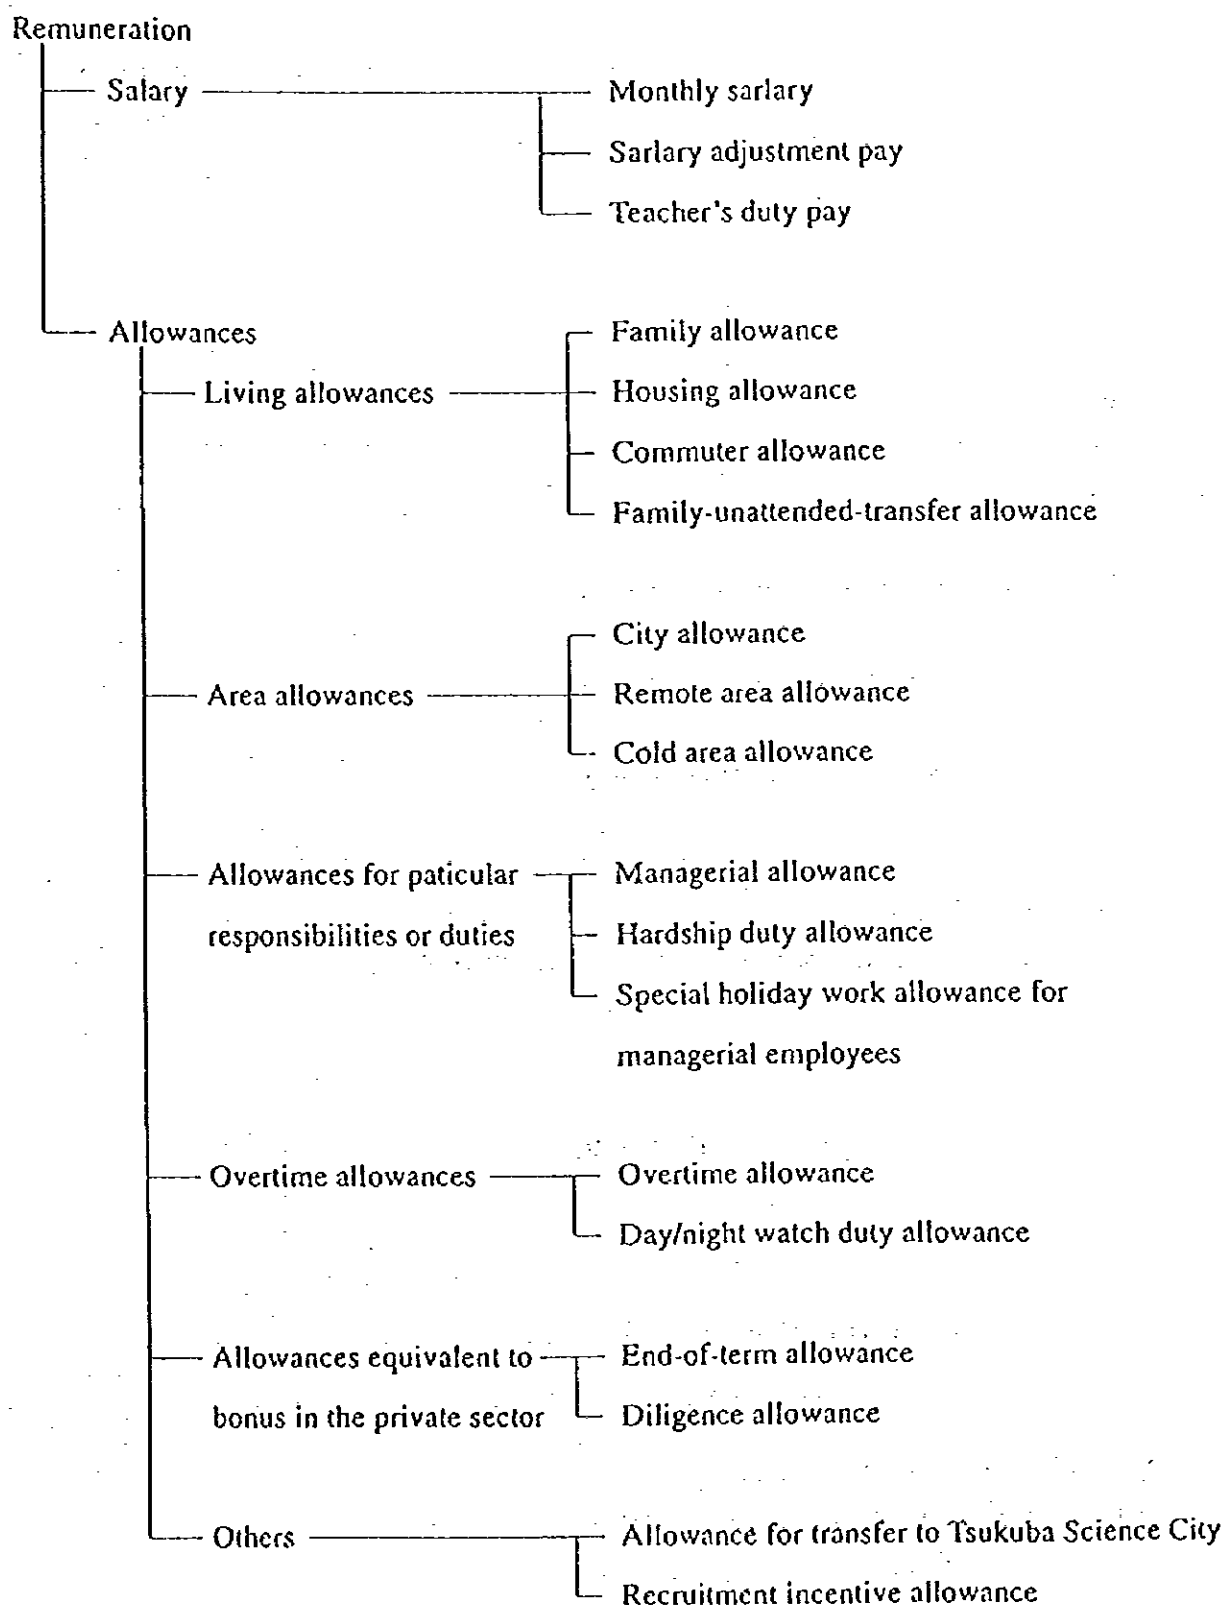 Remuneration
Salary
Monthly sarlary
Sarlary adjustment pay
Teacher's duty pay
Allowances
Living allowances
Family allowance
Housing allowance
Commuter allowance
Family-unattended-transfer allowance
Area allowances
City allowance
Remote area allowance
Cold area allowance
Allowances for paticular
responsibilities or duties
Managerial allowance
Hardship duty allowance
Special holiday work allowance for
managerial employees
Overtime allowances
Overtime allowance
Day/night watch duty allowance
Allowances equivalent to
bonus in the private sector
End-of-term allowance
Diligence allowance
Others
Allowance for transfer to Tsukuba Science City
Recruitment incentive allowance